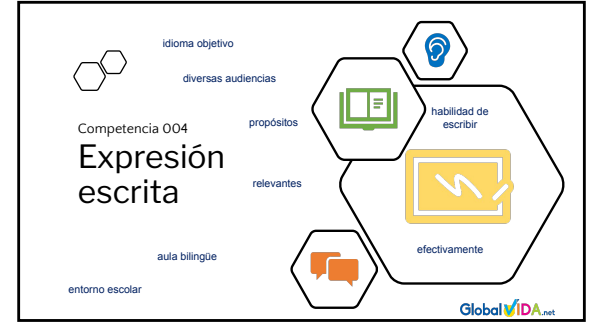 idioma objetivo
diversas audiencias
propósitos
habilidad de
escribir
Competencia 004
Expresión
escrita
relevantes
aula bilingüe
efectivamente
entorno escolar
GlobalVIDA.net